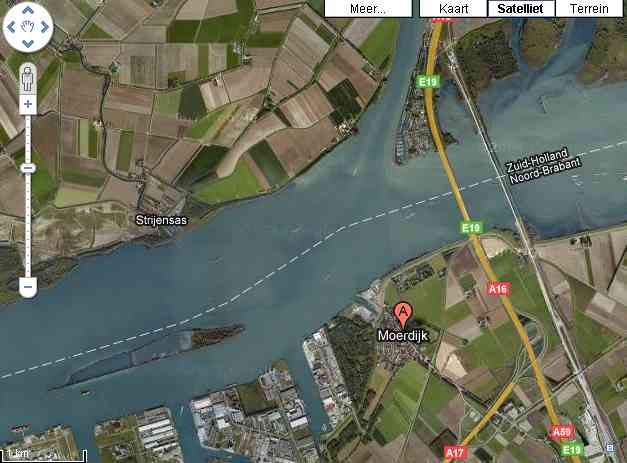 Meer...
Kaart
Satelliet
Terrein
E19
Zuid-Holland
Noord-Brabant
Strijensas
E19
A16
A
Moerdijk
A59
E19
A17
1 km